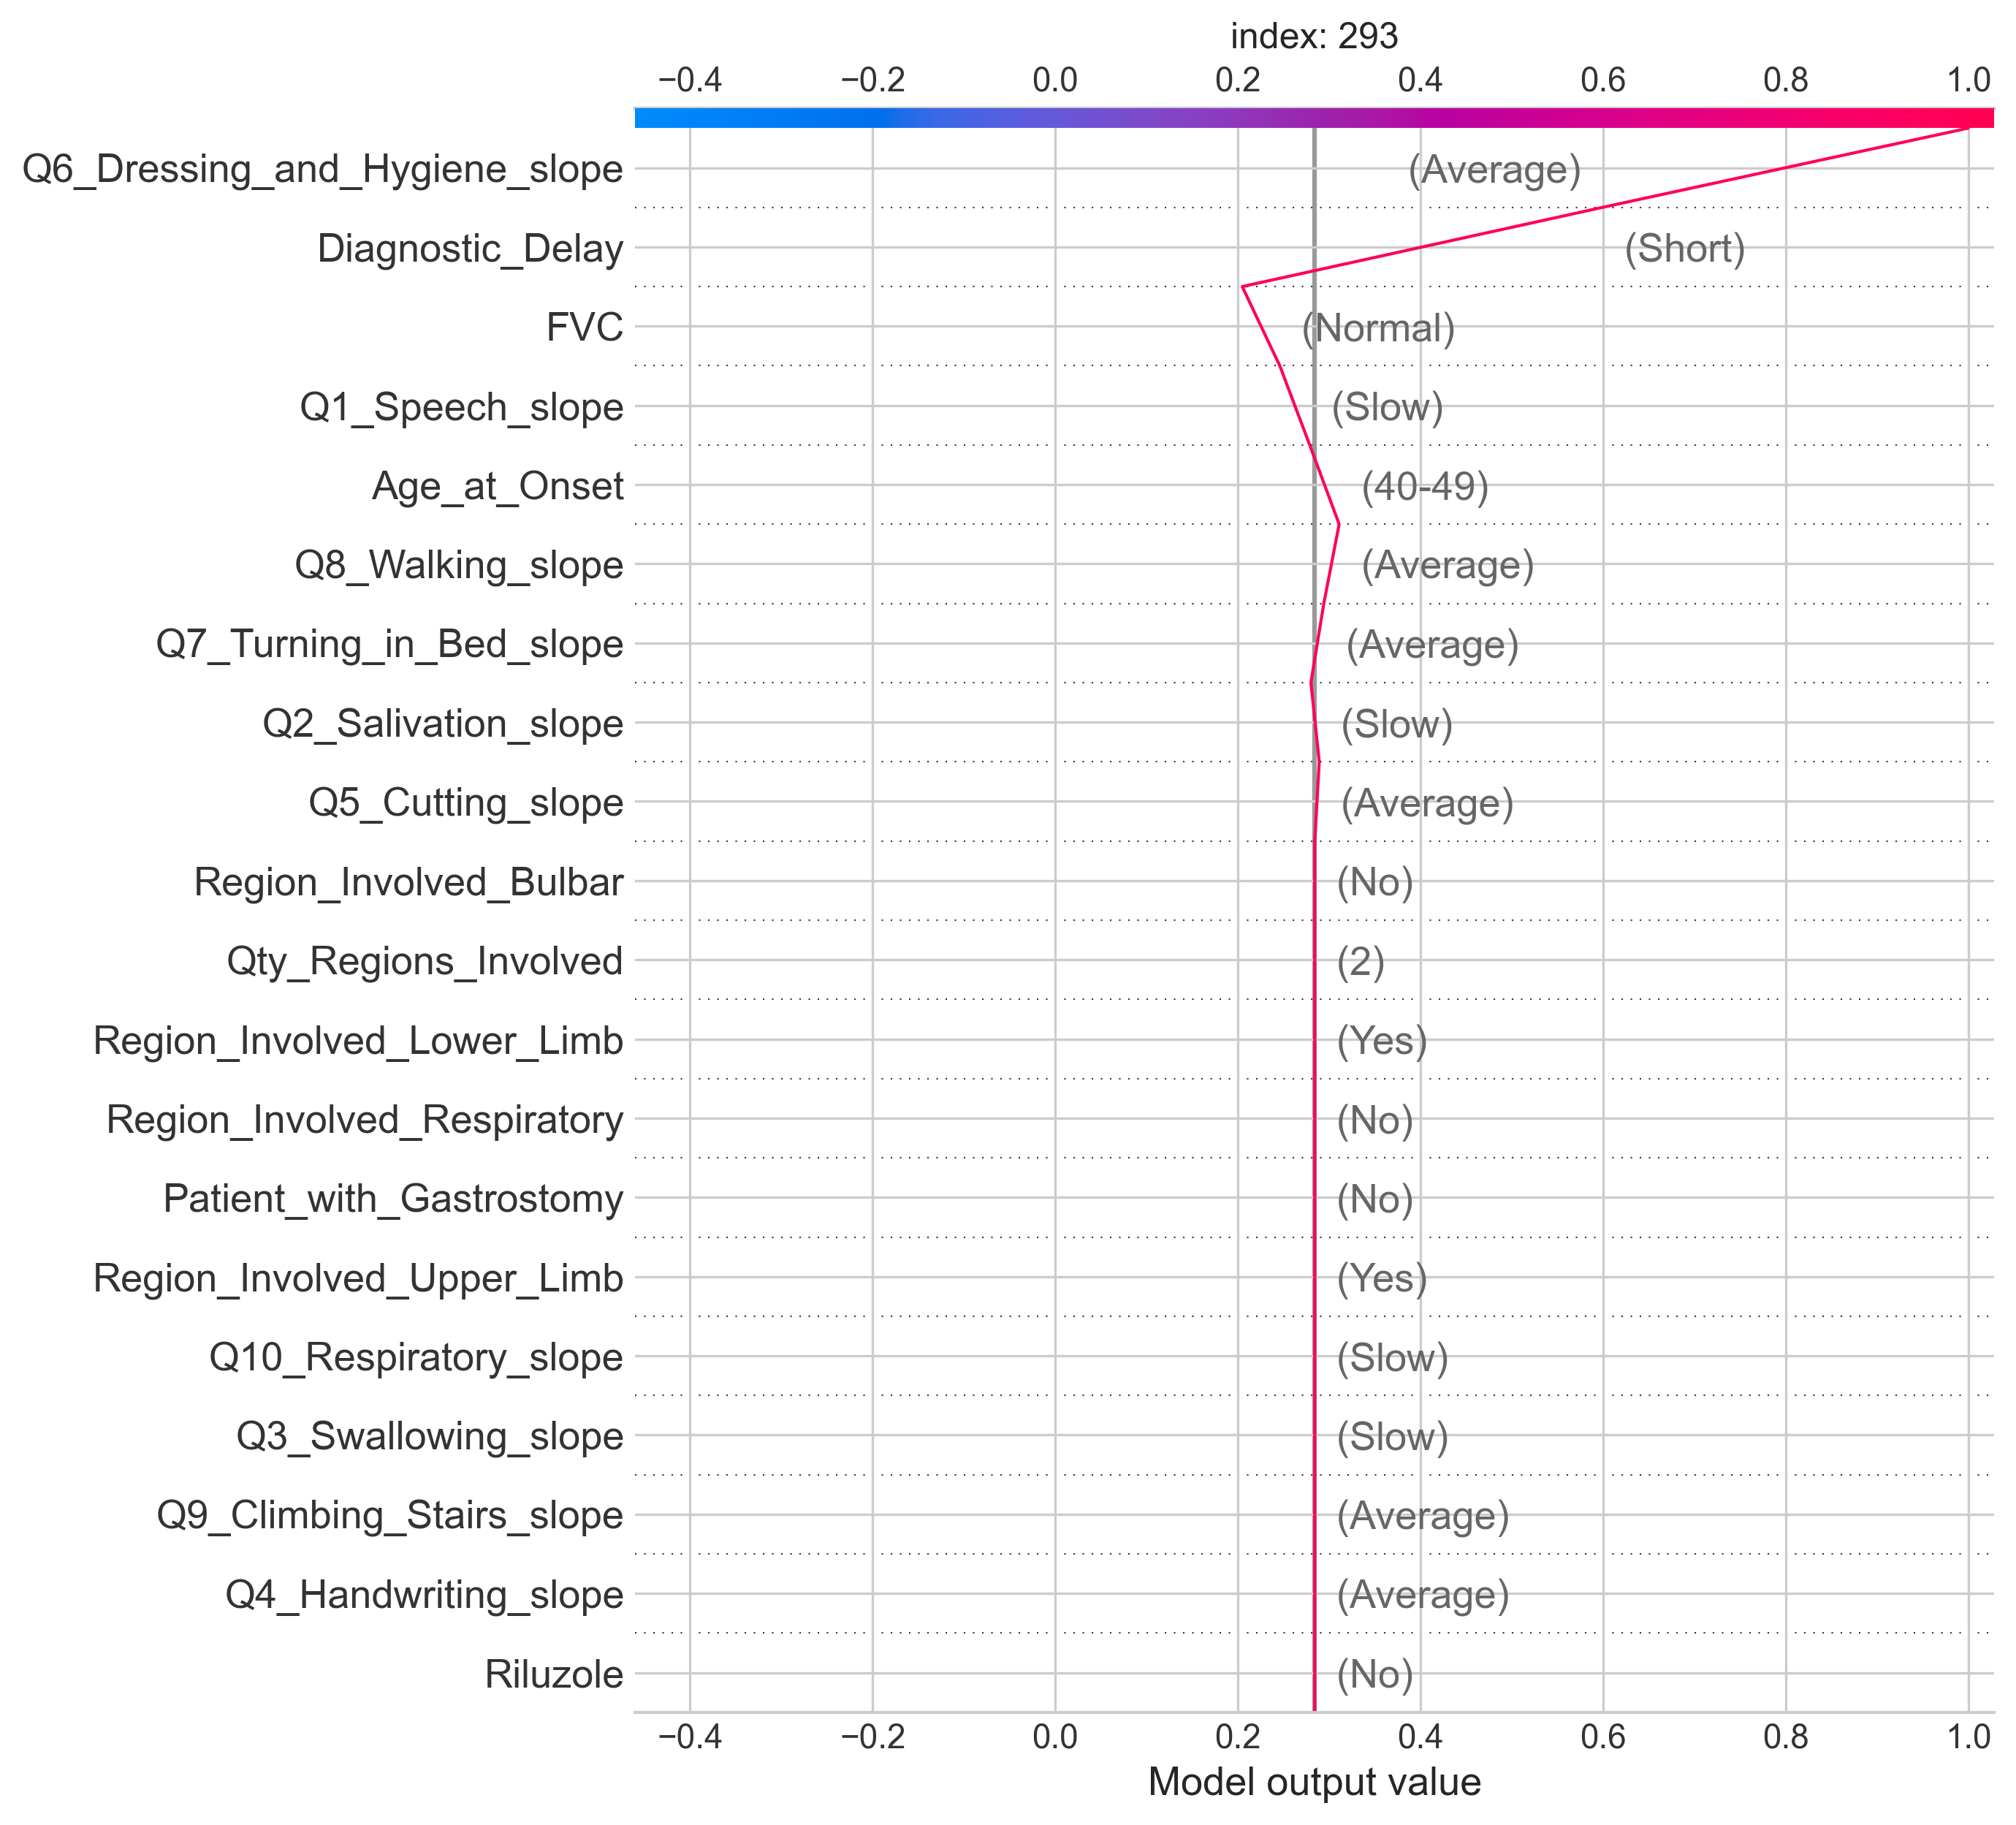 index: 293
−0.4 −0.2 0.0 0.2 0.4 0.6 0.8 1.0
Q6_Dressing_and_Hygiene_slope (Average)
Diagnostic_Delay (Short)
FVC (Normal)
Q1_Speech_slope (Slow)
Age_at_Onset (40-49)
Q8_Walking_slope (Average)
Q7_Turning_in_Bed_slope (Average)
Q2_Salivation_slope (Slow)
Q5_Cutting_slope (Average)
Region_Involved_Bulbar (No)
Qty_Regions_Involved (2)
Region_Involved_Lower_Limb (Yes)
Region_Involved_Respiratory (No)
Patient_with_Gastrostomy (No)
Region_Involved_Upper_Limb (Yes)
Q10_Respiratory_slope (Slow)
Q3_Swallowing_slope (Slow)
Q9_Climbing_Stairs_slope (Average)
Q4_Handwriting_slope (Average)
Riluzole (No)
−0.4 −0.2 0.0 0.2 0.4 0.6 0.8 1.0
Model output value